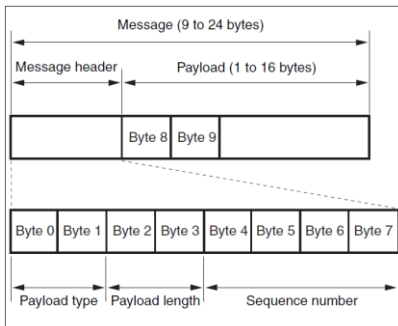 Message (9 to 24 bytes)
Message header Payload (1 to 16 bytes)
Byte 8 Byte 9
Byte 0 Byte 1 Byte 2 Byte 3 Byte 4 Byte 5 Byte 6 Byte 7
Payload type Payload length Sequence number